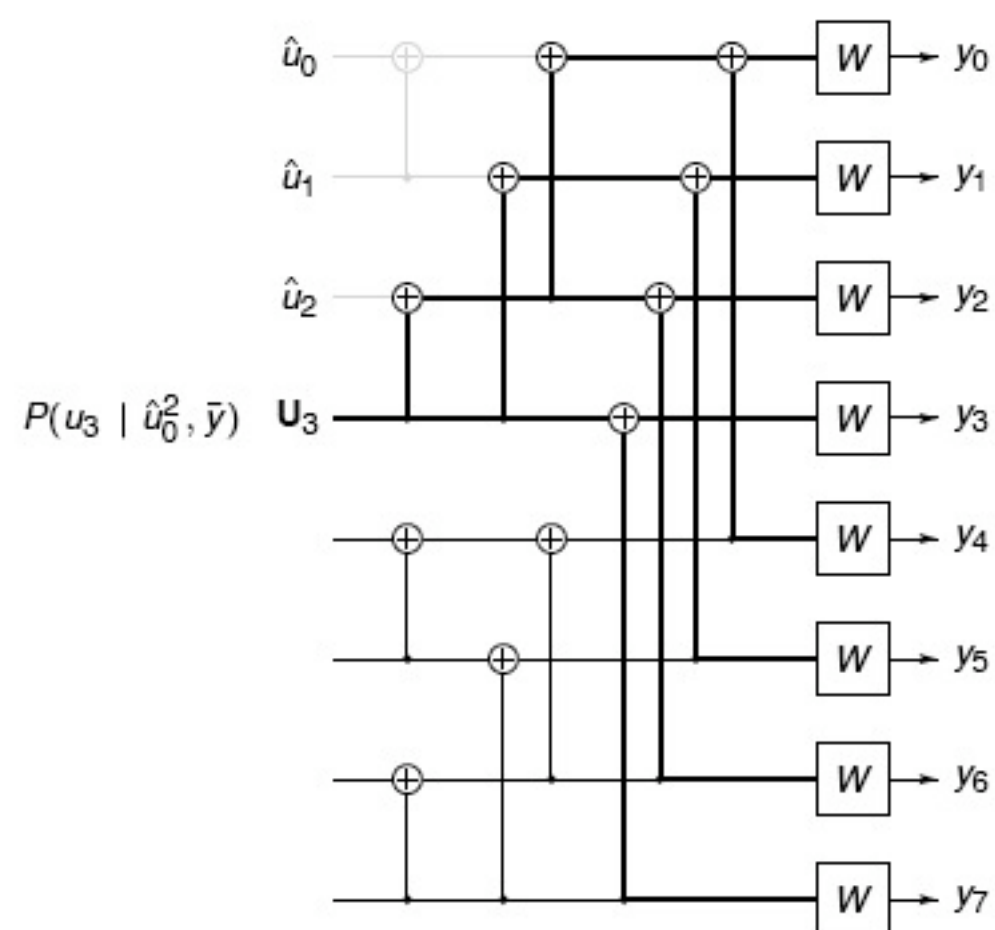 û₀ W y₀
û₁ W y₁
û₂ W y₂
P(u₃ | û₀², ȳ) U₃ W y₃
W y₄
W y₅
W y₆
W y₇